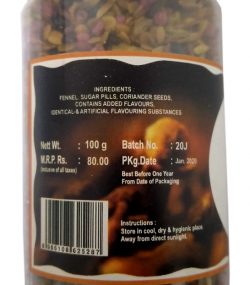 INGREDIENTS :
FENNEL, SUGAR PILLS, CORIANDER SEEDS,
CONTAINS ADDED FLAVOURS,
IDENTICAL & ARTIFICIAL FLAVOURING SUBSTANCES
Nett Wt. : 100 g
M.R.P. Rs. : 80.00
(Inclusive of all taxes)
Batch No. : 20J
PKg.Date : Jan. 2020
Best Before One Year
From Date of Packaging
Instructions :
Store in cool, dry & hygienic place
Away from direct sunlight.